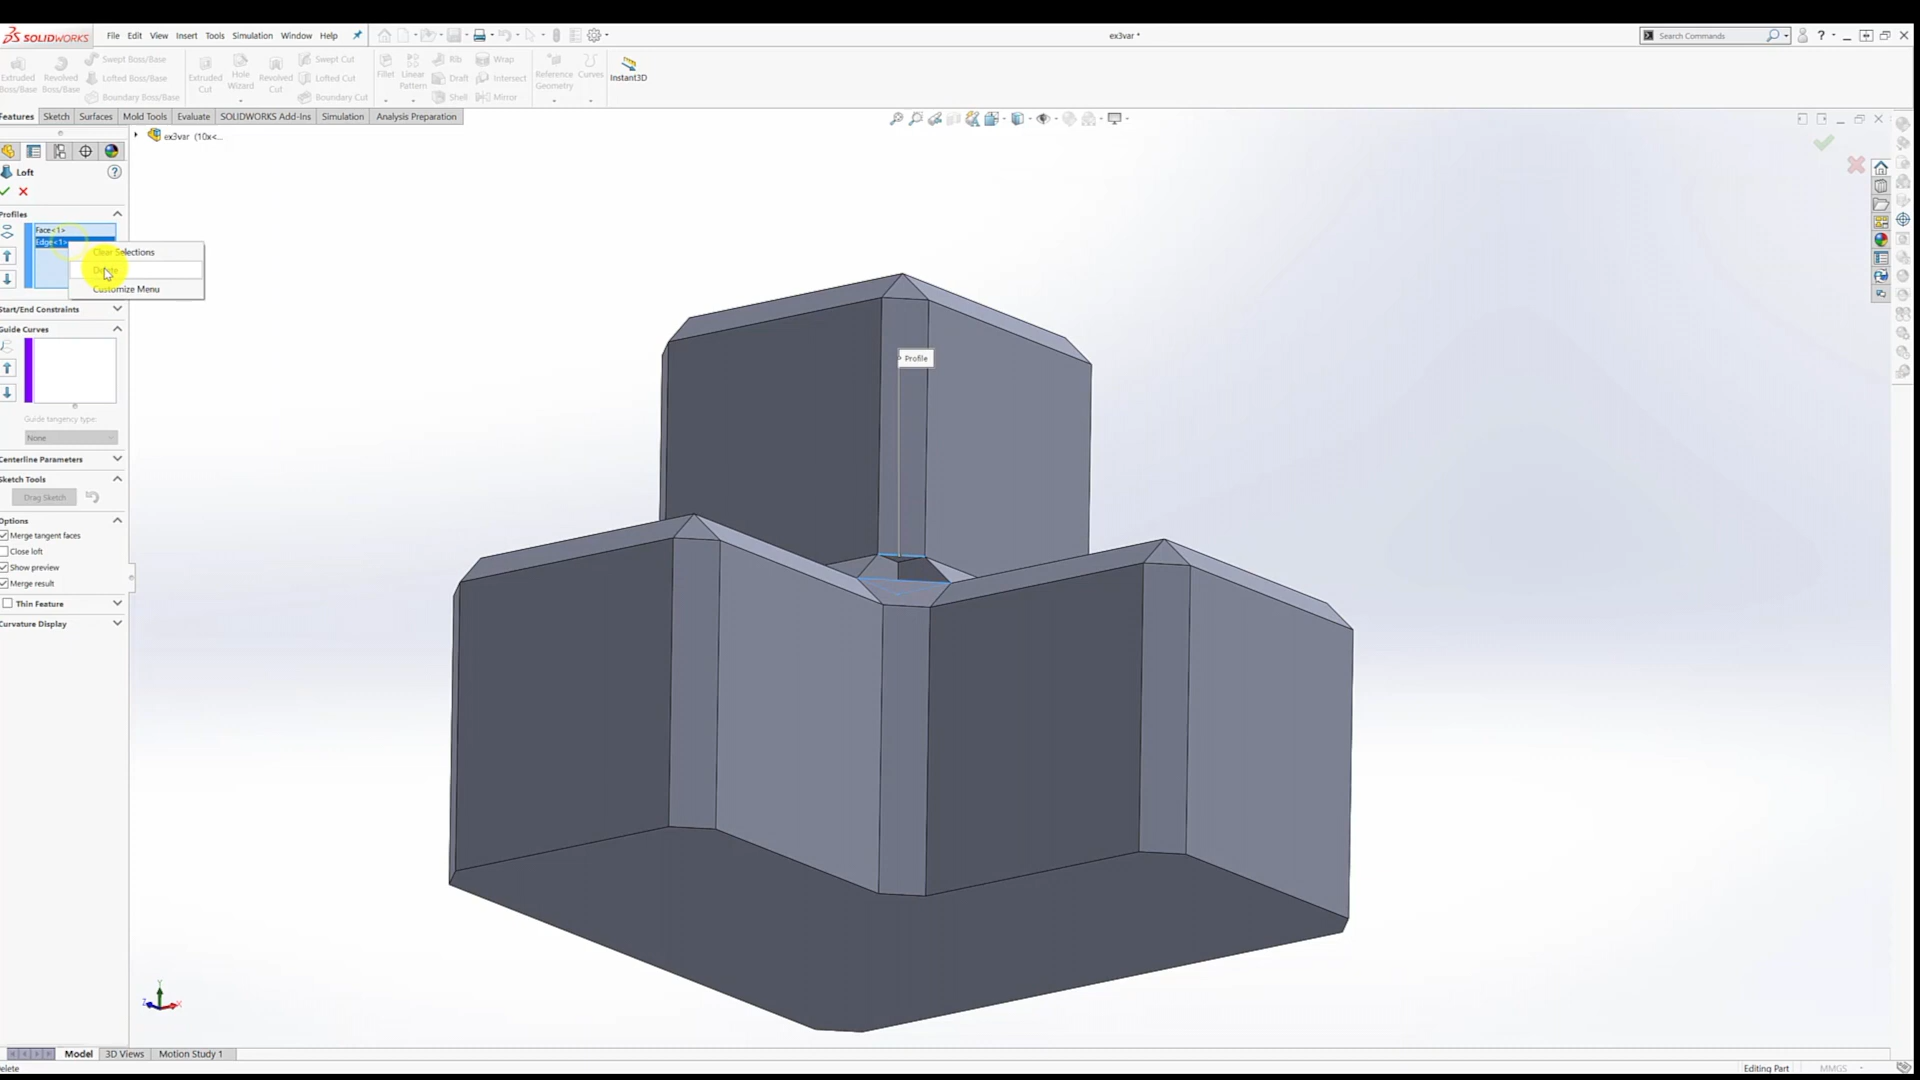 SOLIDWORKS File Edit View Insert Tools Simulation Window Help ex3var * Search Commands ?
Extruded Boss/Base Revolved Boss/Base Swept Boss/Base Lofted Boss/Base Boundary Boss/Base Extruded Cut Hole Wizard Revolved Cut Swept Cut Lofted Cut Boundary Cut Fillet Linear Pattern Rib Draft Shell Wrap Intersect Mirror Reference Geometry Curves Instant3D
Features Sketch Surfaces Mold Tools Evaluate SOLIDWORKS Add-Ins Simulation Analysis Preparation
ex3var (10x<...
Loft ?
Profiles
Face<1>
Edge<1>
Clear Selections
Delete
Customize Menu
Start/End Constraints
Guide Curves
Guide tangency type:
None
Centerline Parameters
Sketch Tools
Drag Sketch
Options
Merge tangent faces
Close loft
Show preview
Merge result
Thin Feature
Curvature Display
Profile
Y
Z X
Model 3D Views Motion Study 1
elete Editing Part MMGS